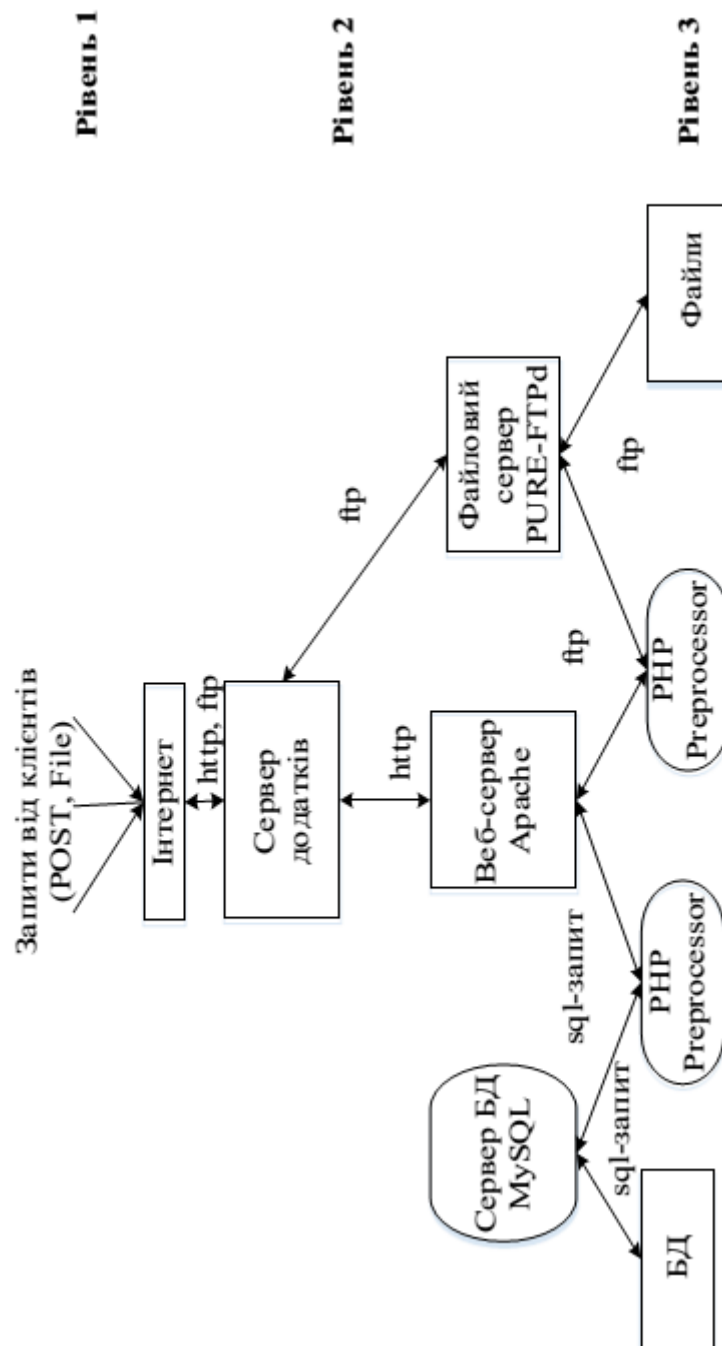 Запити від клієнтів
(POST, File)
Рівень 1
Інтернет
http, ftp
Сервер
додатків
Рівень 2
http
ftp
Сервер БД
MySQL
Веб-сервер
Apache
Файловий
сервер
PURE-FTPd
sql-запит
sql-запит
ftp
ftp
БД
PHP
Preprocessor
PHP
Preprocessor
Файли
Рівень 3